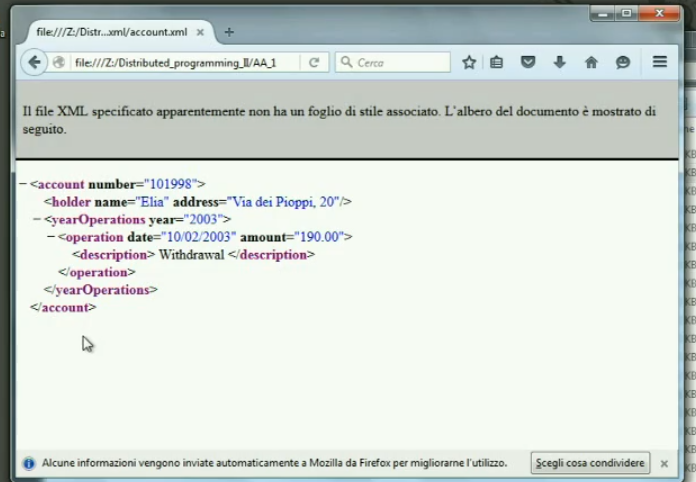 file:///Z:/Distr...xml/account.xml × +
file:///Z:/Distributed_programming_II/AA_1 Cerca
Il file XML specificato apparentemente non ha un foglio di stile associato. L'albero del documento è mostrato di
seguito.
−<account number="101998">
<holder name="Elia" address="Via dei Pioppi, 20"/>
−<yearOperations year="2003">
−<operation date="10/02/2003" amount="190.00">
<description> Withdrawal </description>
</operation>
</yearOperations>
</account>
Alcune informazioni vengono inviate automaticamente a Mozilla da Firefox per migliorarne l'utilizzo. Scegli cosa condividere ×